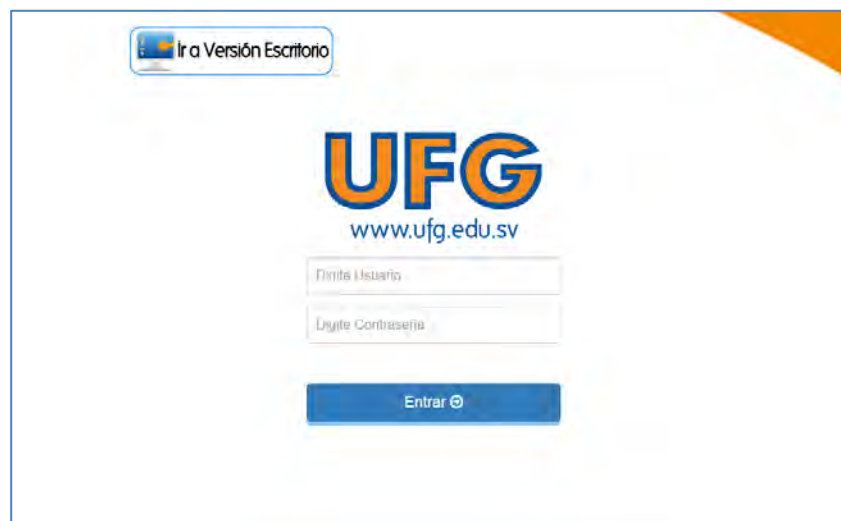 Ir a Versión Escritorio
UFG
www.ufg.edu.sv
Digite Usuario
Digite Contraseña
Entrar